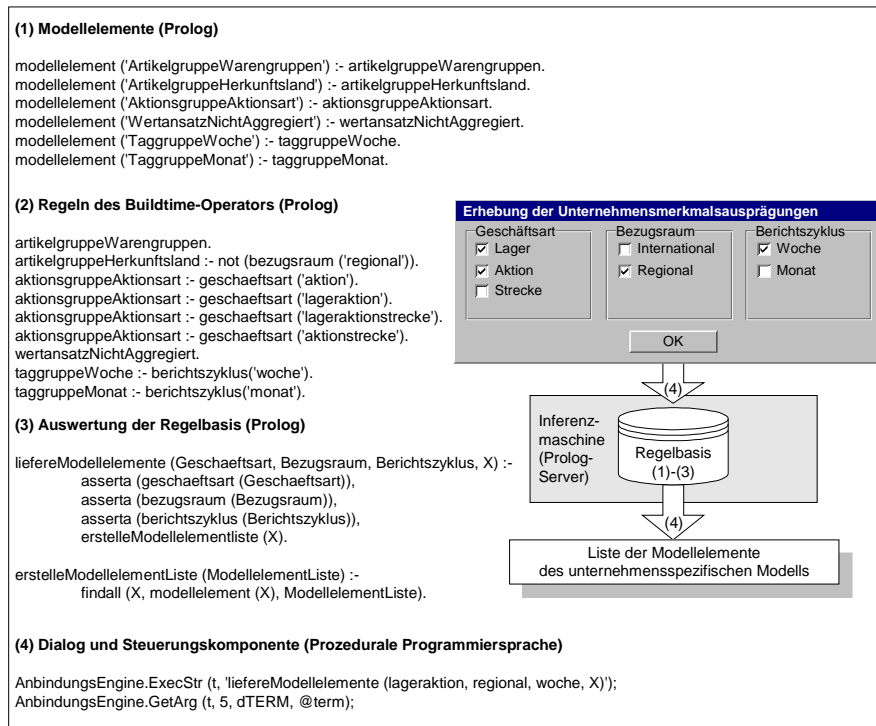 (1) Modellelemente (Prolog)
modellelement ('ArtikelgruppeWarengruppen') :- artikelgruppeWarengruppen.
modellelement ('ArtikelgruppeHerkunftsland') :- artikelgruppeHerkunftsland.
modellelement ('AktionsgruppeAktionsart') :- aktionsgruppeAktionsart.
modellelement ('WertansatzNichtAggregiert') :- wertansatzNichtAggregiert.
modellelement ('TaggruppeWoche') :- taggruppeWoche.
modellelement ('TaggruppeMonat') :- taggruppeMonat.
(2) Regeln des Buildtime-Operators (Prolog)
artikelgruppeWarengruppen.
artikelgruppeHerkunftsland :- not (bezugsraum ('regional')).
aktionsgruppeAktionsart :- geschaeftsart ('aktion').
aktionsgruppeAktionsart :- geschaeftsart ('lageraktion').
aktionsgruppeAktionsart :- geschaeftsart ('lageraktionstrecke').
aktionsgruppeAktionsart :- geschaeftsart ('aktionstrecke').
wertansatzNichtAggregiert.
taggruppeWoche :- berichtszyklus('woche').
taggruppeMonat :- berichtszyklus('monat').
Erhebung der Unternehmensmerkmalsausprägungen
Geschäftsart Bezugsraum Berichtszyklus
Lager International Woche
Aktion Regional Monat
Strecke
OK
(4)
Inferenz-
maschine
(Prolog-
Server)
Regelbasis
(1)-(3)
(4)
Liste der Modellelemente
des unternehmensspezifischen Modells
(3) Auswertung der Regelbasis (Prolog)
liefereModellelemente (Geschaeftsart, Bezugsraum, Berichtszyklus, X) :-
asserta (geschaeftsart (Geschaeftsart)),
asserta (bezugsraum (Bezugsraum)),
asserta (berichtszyklus (Berichtszyklus)),
erstelleModellelementliste (X).
erstelleModellelementListe (ModellelementListe) :-
findall (X, modellelement (X), ModellelementListe).
(4) Dialog und Steuerungskomponente (Prozedurale Programmiersprache)
AnbindungsEngine.ExecStr (t, 'liefereModellelemente (lageraktion, regional, woche, X)');
AnbindungsEngine.GetArg (t, 5, dTERM, @term);